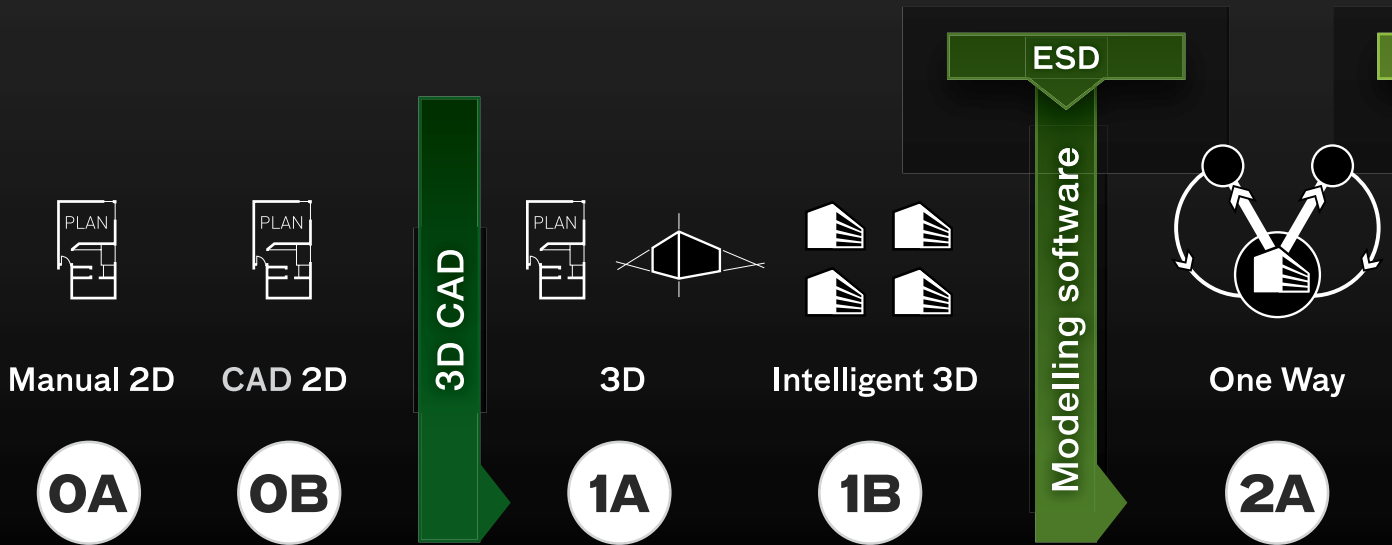 ESD
PLAN
PLAN
3D CAD
PLAN
Modelling software
Manual 2D
CAD 2D
3D
Intelligent 3D
One Way
0A
0B
1A
1B
2A